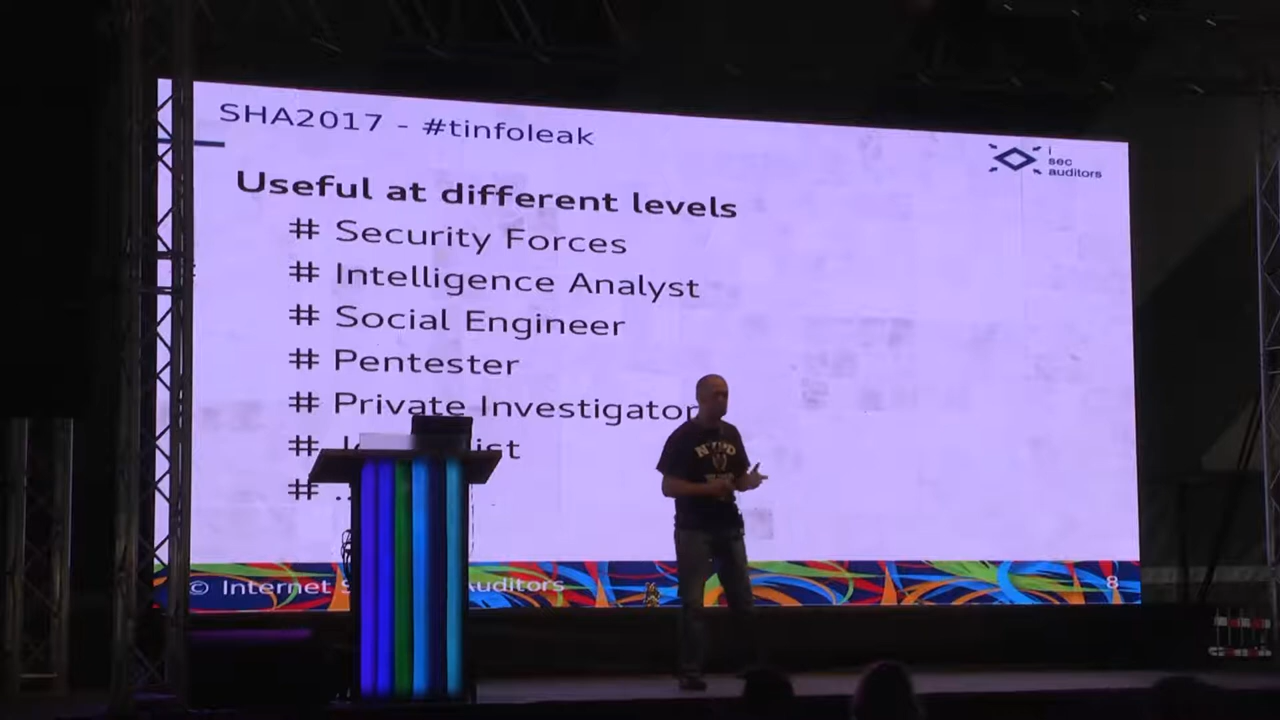 SHA2017 - #tinfoleak
i
sec
auditors
Useful at different levels
# Security Forces
# Intelligence Analyst
# Social Engineer
# Pentester
# Private Investigator
#
# ..
© Internet
8